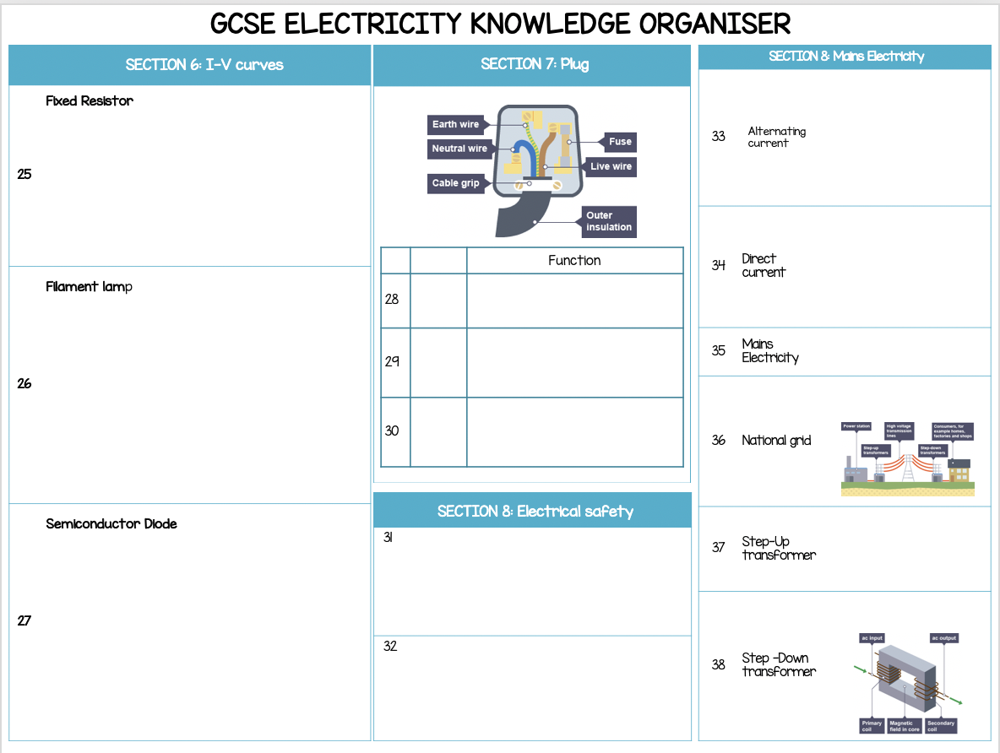 GCSE ELECTRICITY KNOWLEDGE ORGANISER
SECTION 6: I-V curves
Fixed Resistor
25
Filament lamp
26
Semiconductor Diode
27
SECTION 7: Plug
Earth wire
Neutral wire
Cable grip
Fuse
Live wire
Outer
insulation
Function
28
29
30
SECTION 8: Electrical safety
31
32
SECTION 8: Mains Electricity
33 Alternating
current
34 Direct
current
35 Mains
Electricity
36 National grid
Power station
High voltage
transmission
lines
Consumers, for
example homes,
factories and shops
Step-up
transformers
Step-down
transformers
37 Step-Up
transformer
38 Step -Down
transformer
ac input
ac output
Primary
coil
Magnetic
field in core
Secondary
coil